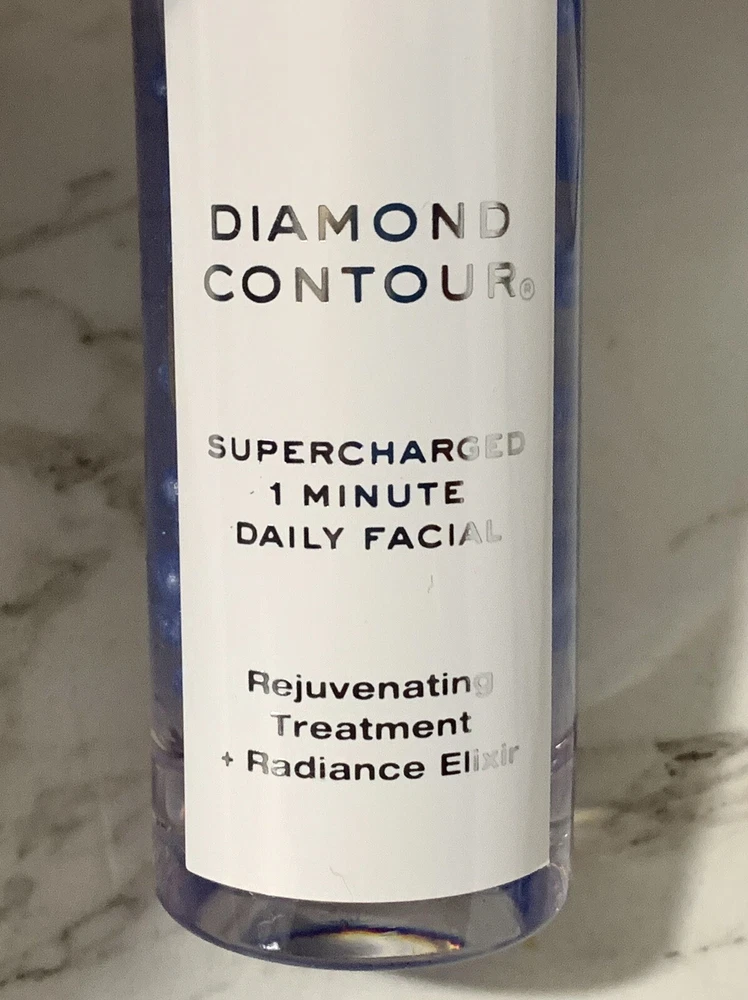 DIAMOND
CONTOUR®
SUPERCHARGED
1 MINUTE
DAILY FACIAL
Rejuvenating
Treatment
+ Radiance Elixir